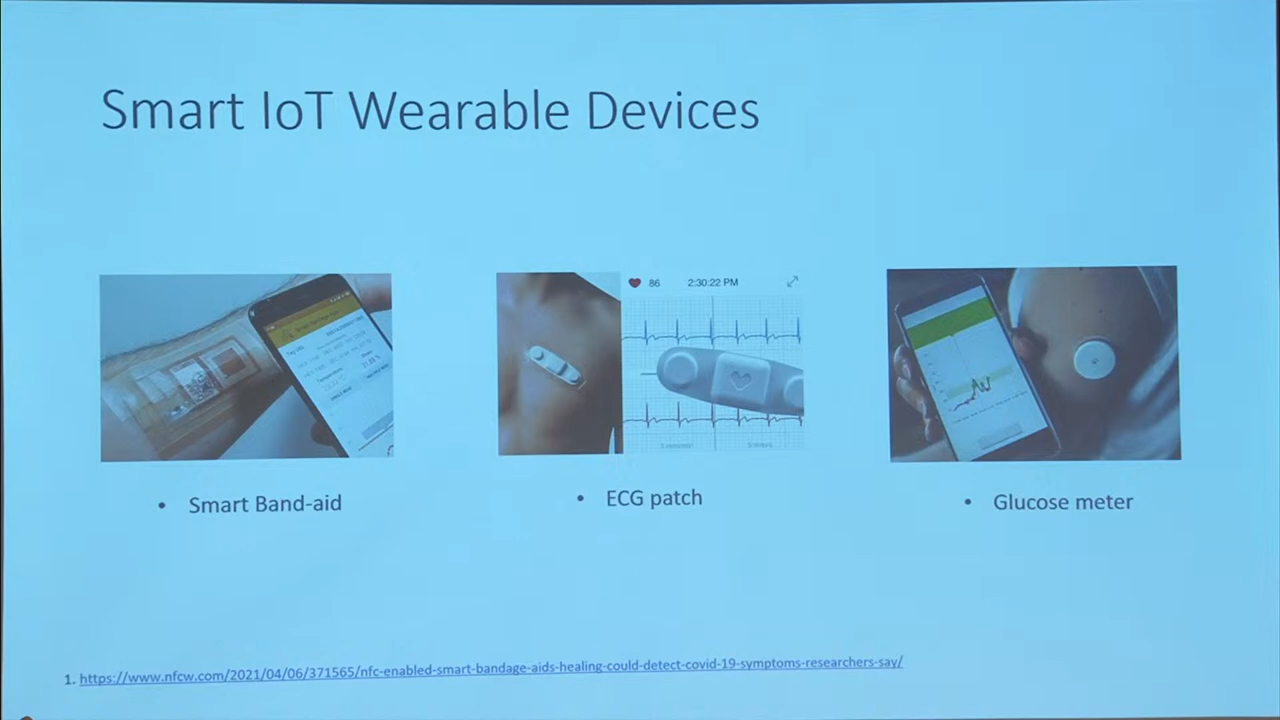 Smart IoT Wearable Devices
86 2:30:22 PM
• Smart Band-aid
• ECG patch
• Glucose meter
1. https://www.nfcw.com/2021/04/06/371565/nfc-enabled-smart-bandage-aids-healing-could-detect-covid-19-symptoms-researchers-say/